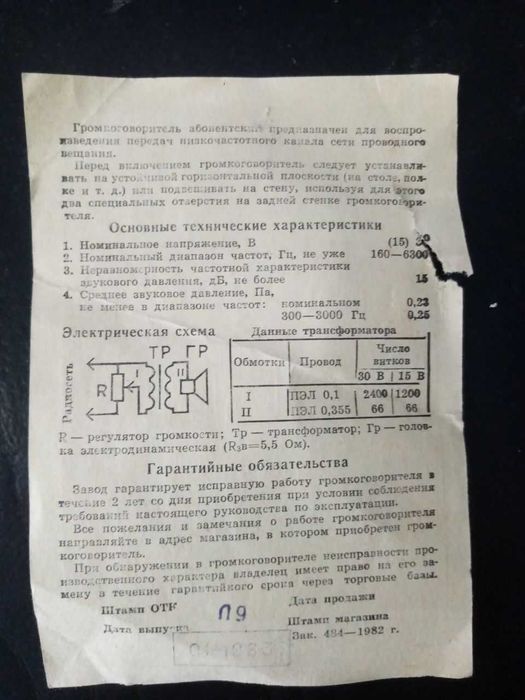 Громкоговоритель абонентский предназначен для воспро-
изведения передач низкочастотного канала сети проводного
вещания.
Перед включением громкоговоритель следует устанавли-
вать на устойчивой горизонтальной плоскости (на столе, пол-
ке и т. д.) или подвешивать на стену, используя для этого
два специальных отверстия на задней стенке громкогово­ри-
теля.
Основные технические характеристики
1. Номинальное напряжение, В (15) 30
2. Номинальный диапазон частот, Гц, не уже 160—6300
3. Неравномерность частотной характеристики
звукового давления, дБ, не более 15
4. Среднее звуковое давление, Па,
не менее в диапазоне частот: номинальном 0,23
300—3000 Гц 0,25
Электрическая схема
Радиосеть
R
ТР ГР
I II
Данные трансформатора
Обмотки Провод Число
витков
30 В 15 В
I ПЭЛ 0,1 2400 1200
II ПЭЛ 0,355 66 66
R — регулятор громкости; Тр — трансформатор; Гр — голов-
ка электродинамическая (Rзв=5,5 Ом).
Гарантийные обязательства
Завод гарантирует исправную работу громкоговорителя в
течение 2 лет со дня приобретения при условии соблюдения
требований настоящего руководства по эксплуатации.
Все пожелания и замечания о работе громкоговорителя
направляйте в адрес магазина, в котором приобретен гром-
коговоритель.
При обнаружении в громкоговорителе неисправности про-
изводственного характера владелец имеет право на его за-
мену в течение гарантийного срока через торговые базы.
Штамп ОТК П9 Дата продажи
Дата выпуска Штамп магазина
Зак. 484—1982 г.